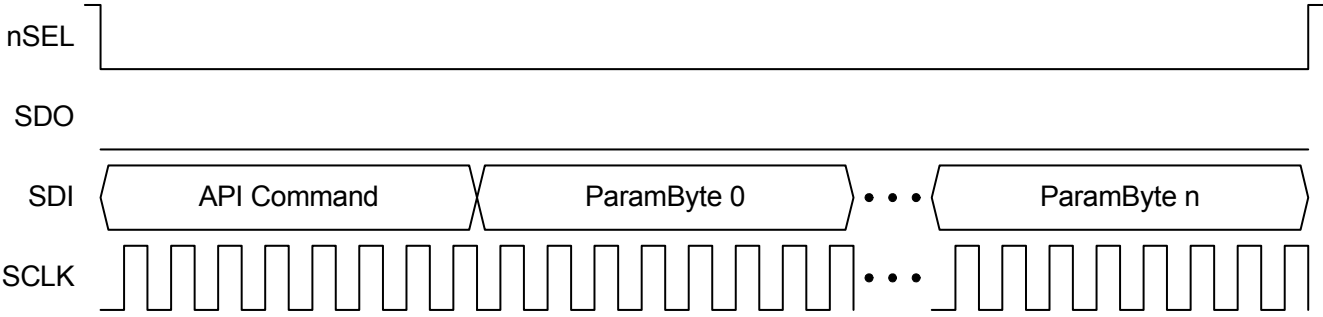 nSEL
SDO
SDI API Command ParamByte 0 ParamByte n
SCLK